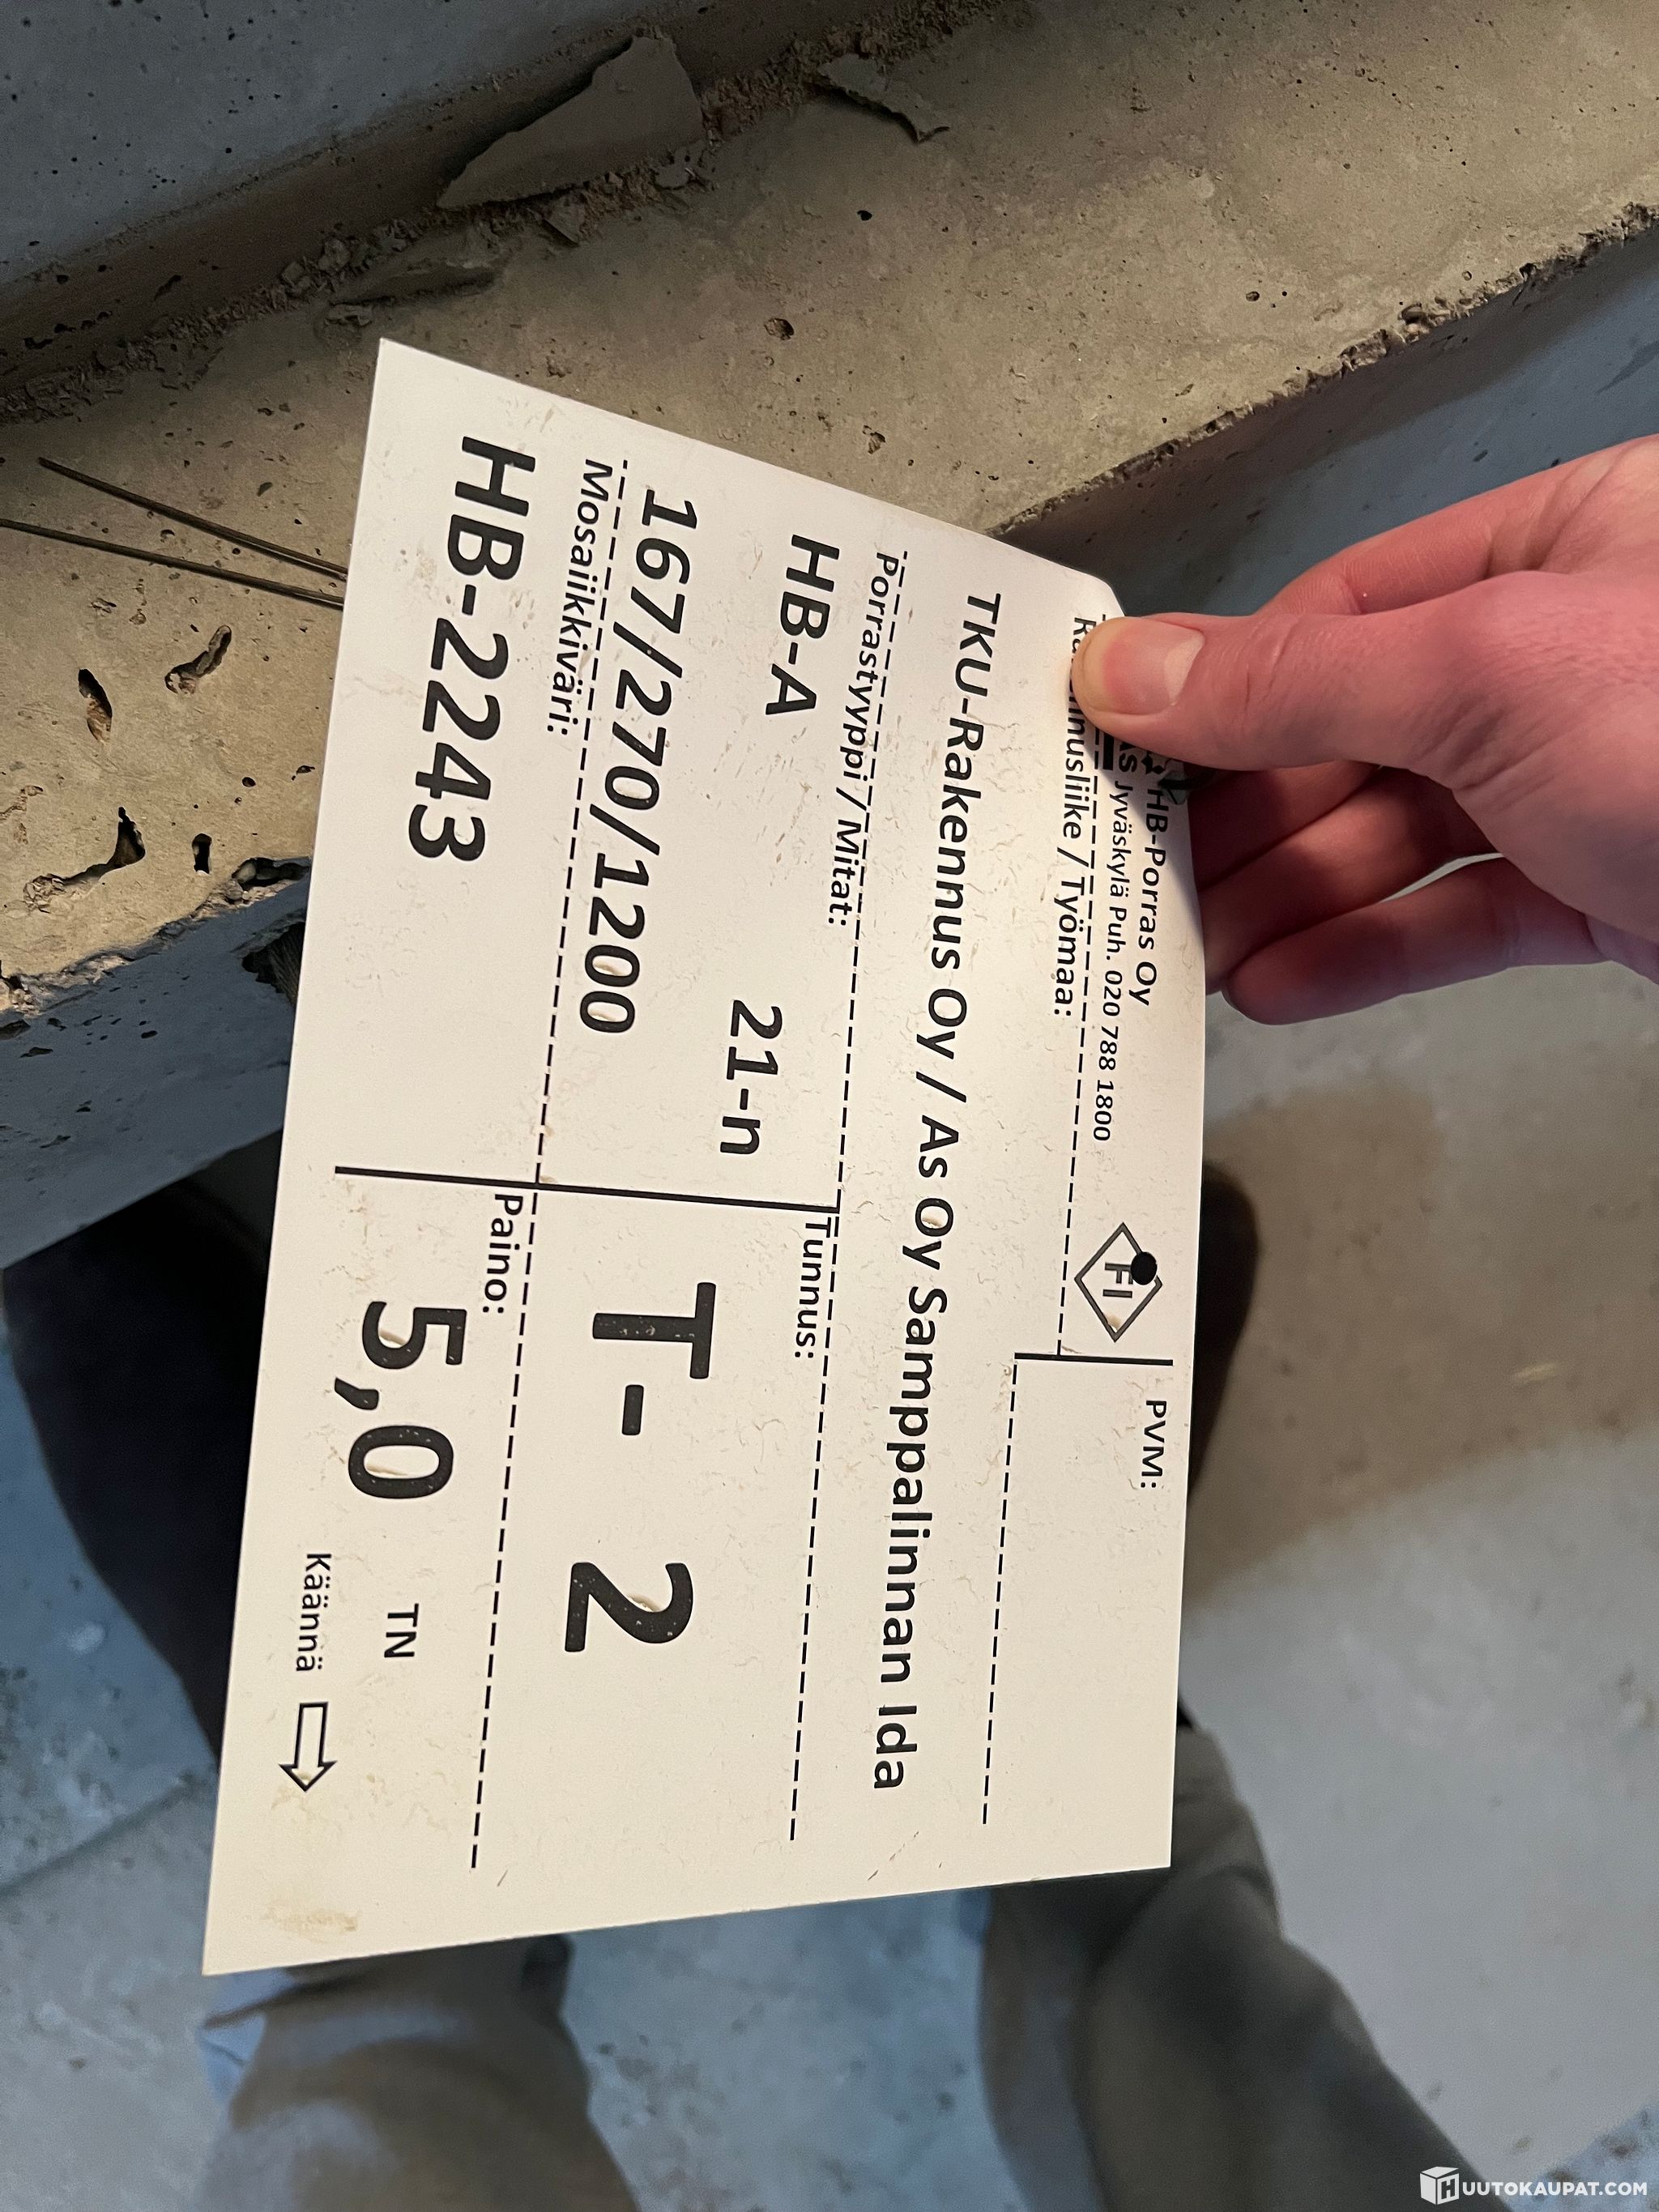 HB-Porras Oy
Jyväskylä Puh. 020 788 1800
FI
PVM:
/ Työmaa:
TKU-Rakennus Oy / As Oy Samppalinnan Ida
Porrastyyppi / Mitat:
Tunnus:
HB-A 21-n
167/270/1200
T- 2
Mosaiikkiväri:
Paino:
HB-2243
5,0 TN
Käännä
HUUTOKAUPAT.COM